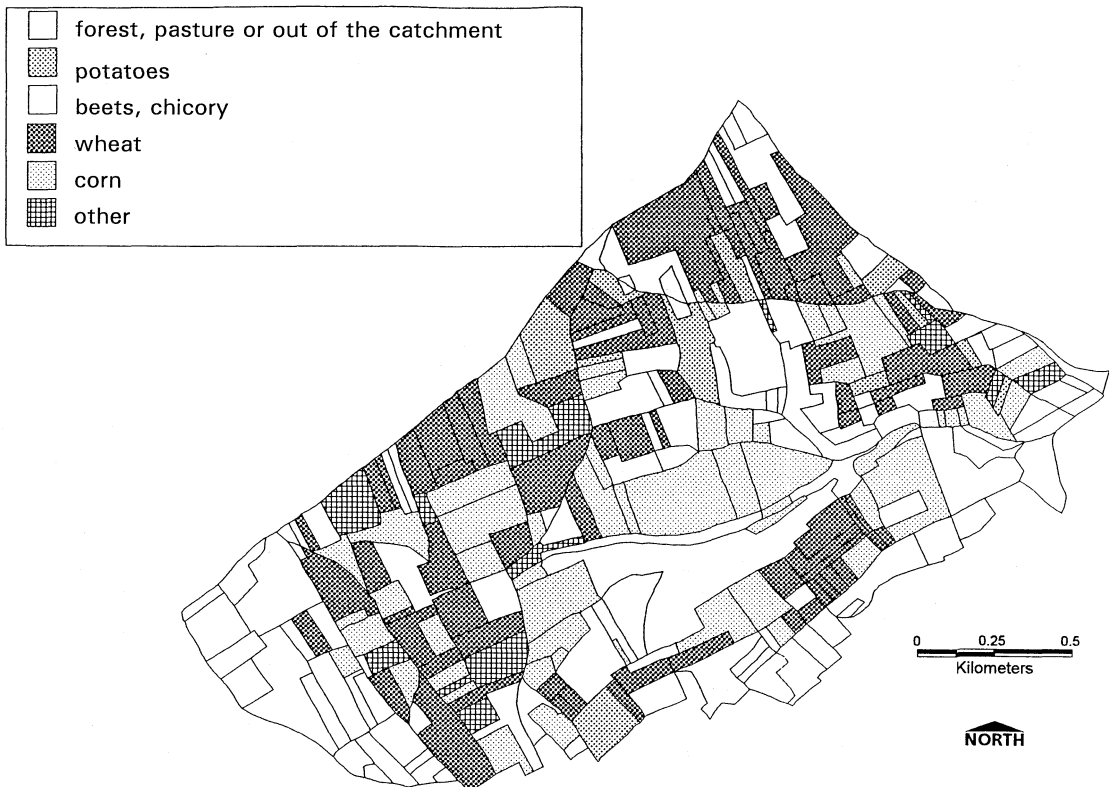 forest, pasture or out of the catchment
potatoes
beets, chicory
wheat
corn
other
0 0.25 0.5
Kilometers
NORTH